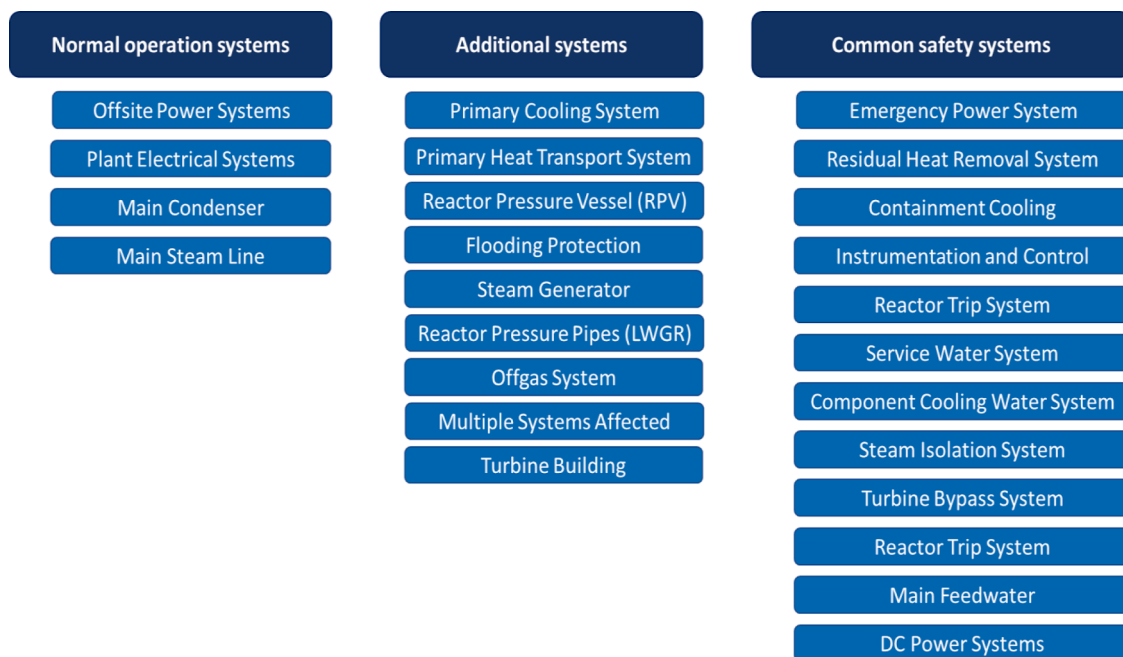 Normal operation systems
Offsite Power Systems
Plant Electrical Systems
Main Condenser
Main Steam Line
Additional systems
Primary Cooling System
Primary Heat Transport System
Reactor Pressure Vessel (RPV)
Flooding Protection
Steam Generator
Reactor Pressure Pipes (LWGR)
Offgas System
Multiple Systems Affected
Turbine Building
Common safety systems
Emergency Power System
Residual Heat Removal System
Containment Cooling
Instrumentation and Control
Reactor Trip System
Service Water System
Component Cooling Water System
Steam Isolation System
Turbine Bypass System
Reactor Trip System
Main Feedwater
DC Power Systems